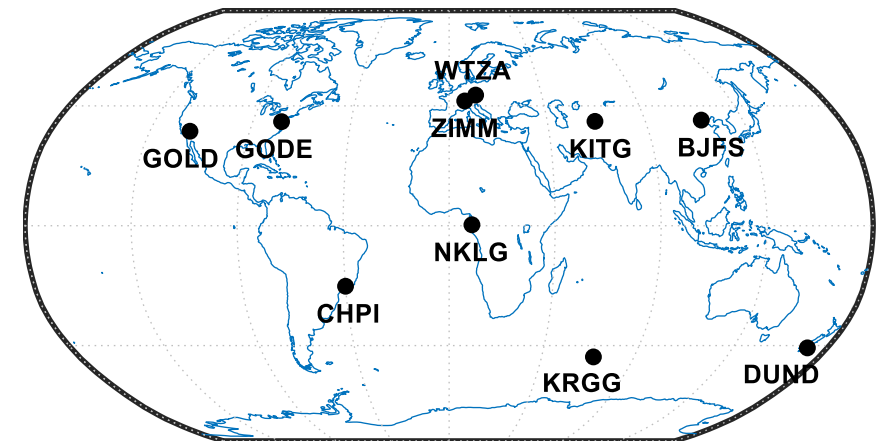 WTZA
ZIMM
GODE
KITG
BJFS
GOLD
NKLG
CHPI
KRGG
DUND